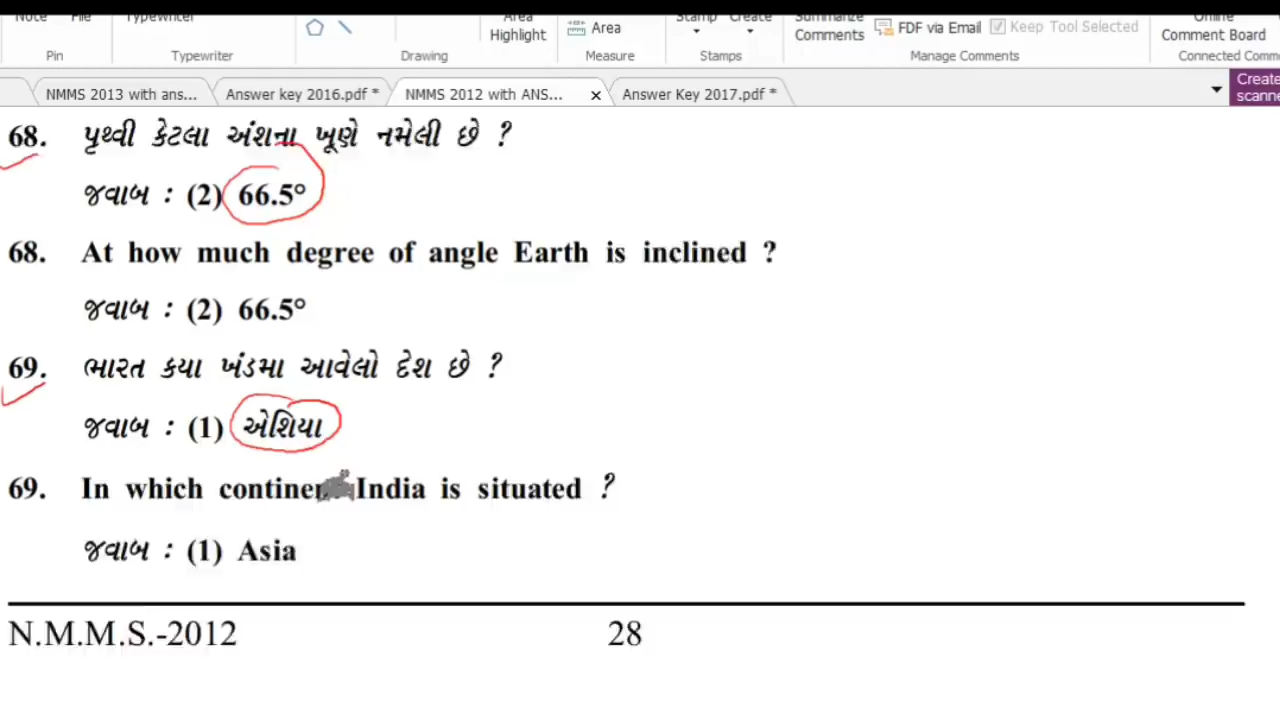 Note File Typewriter Area Area Stamp Create Summarize FDF via Email Keep Tool Selected Online
Highlight Comments Comment Board
Pin Typewriter Drawing Measure Stamps Manage Comments Connected
NMMS 2013 with ans... Answer key 2016.pdf * NMMS 2012 with ANS... x Answer Key 2017.pdf * Create
68. પૃથ્વી કેટલા અંશના ખૂણે નમેલી છે ?
જવાબ : (2) 66.5°
68. At how much degree of angle Earth is inclined ?
જવાબ : (2) 66.5°
69. ભારત કયા ખંડમા આવેલો દેશ છે ?
જવાબ : (1) એશિયા
69. In which India is situated ?
જવાબ : (1) Asia
N.M.M.S.-2012 28